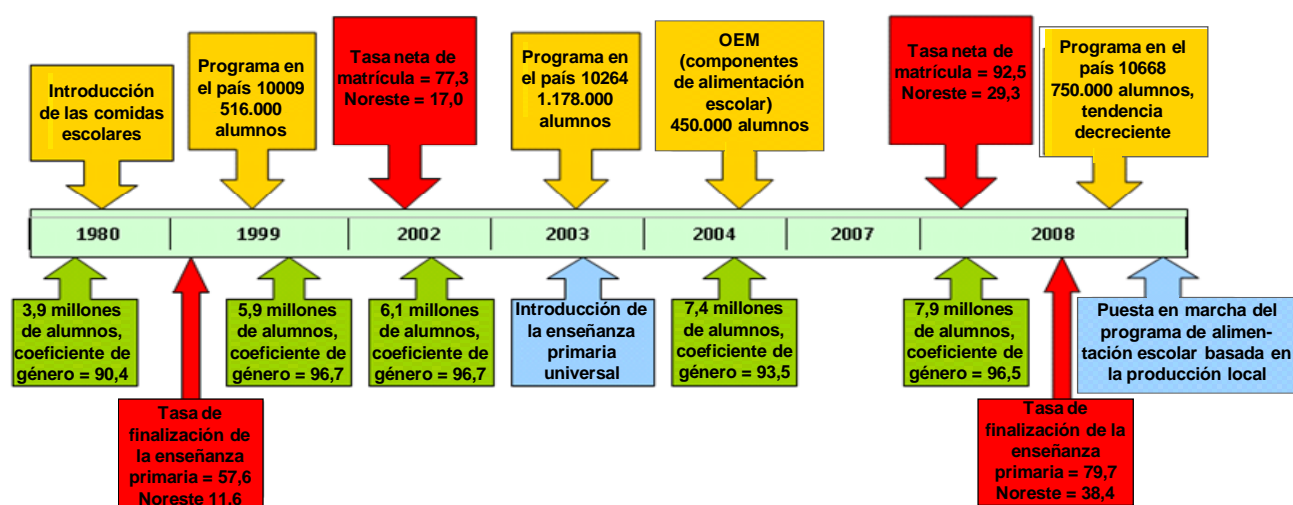 Introducción
de las comidas
escolares
Programa en
el país 10009
516.000
alumnos
Tasa neta de
matrícula = 77,3
Noreste = 17,0
Programa en
el país 10264
1.178.000
alumnos
OEM
(componentes
de alimentación
escolar)
450.000 alumnos
Tasa neta de
matrícula = 92,5
Noreste = 29,3
Programa en el
país 10668
750.000 alumnos,
tendencia
decreciente
1980
1999
2002
2003
2004
2007
2008
3,9 millones
de alumnos,
coeficiente de
género = 90,4
Tasa de
finalización de
la enseñanza
primaria = 57,6
Noreste 11,6
5,9 millones
de alumnos,
coeficiente de
género = 96,7
6,1 millones
de alumnos,
coeficiente de
género = 96,7
Introducción de
la enseñanza
primaria
universal
7,4 millones
de alumnos,
coeficiente de
género = 93,5
7,9 millones
de alumnos,
coeficiente de
género = 96,5
Tasa de
finalización de la
enseñanza
primaria = 79,7
Noreste = 38,4
Puesta en marcha del
programa de alimen-
tación escolar basada en
la producción local